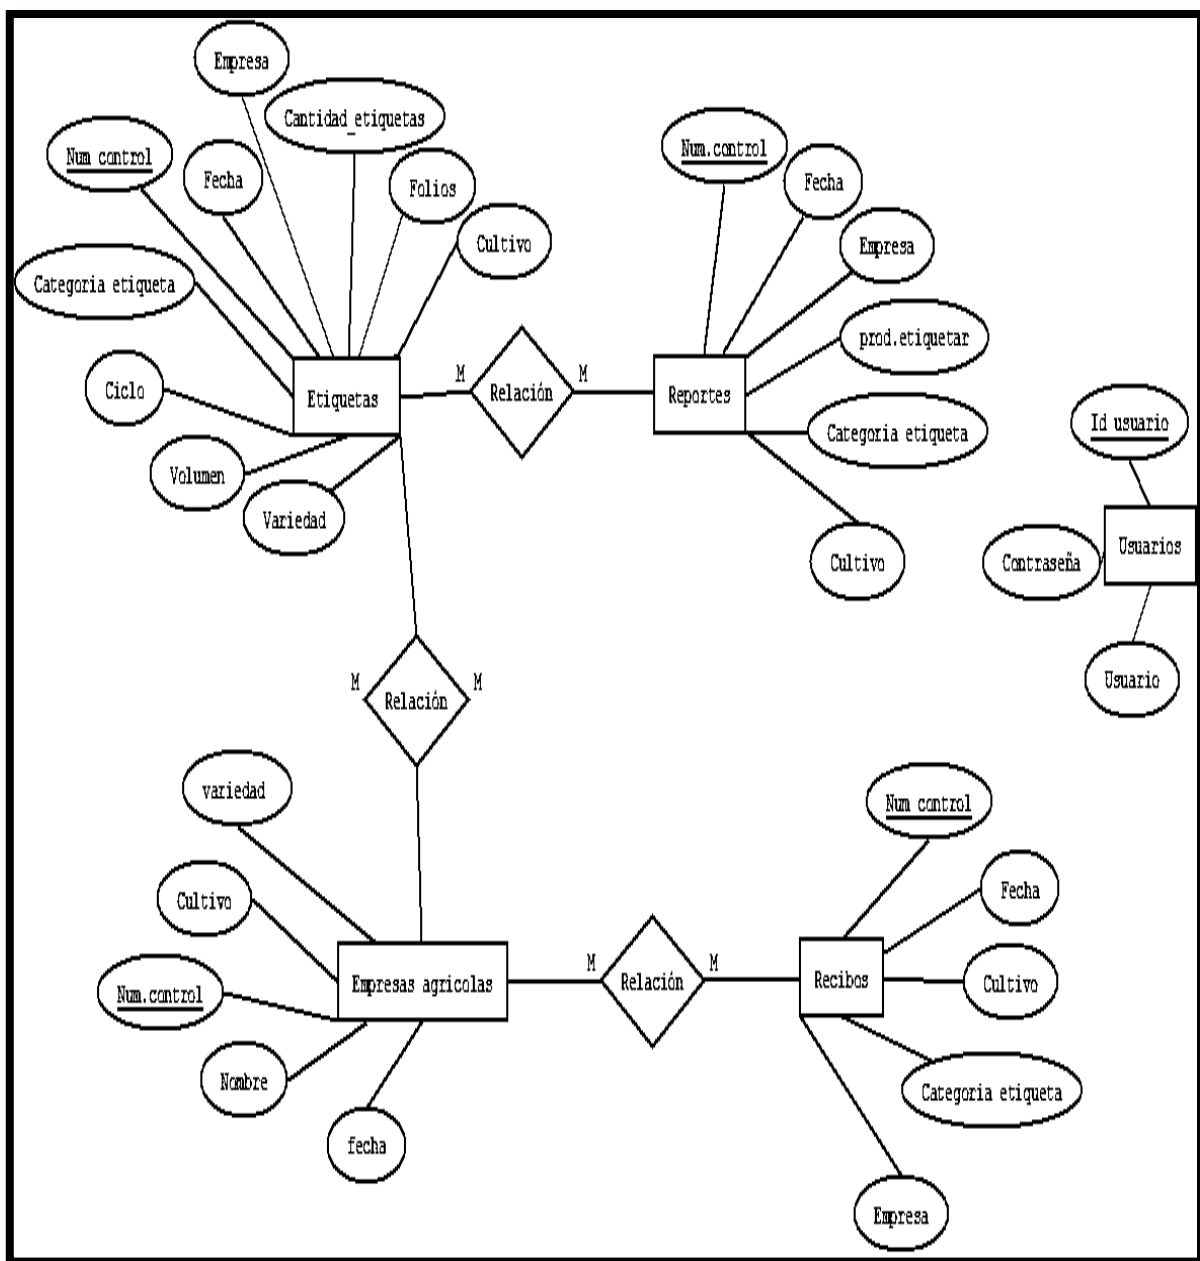 Empresa
Cantidad_etiquetas
Num control
Fecha
Folios
Cultivo
Categoria etiqueta
Ciclo
Volumen
Variedad
Etiquetas
M
Relación
M
Reportes
Num.control
Fecha
Empresa
prod.etiquetar
Categoria etiqueta
Cultivo
Id usuario
Usuarios
Contraseña
Usuario
M
Relación
M
variedad
Cultivo
Num.control
Nombre
fecha
Empresas agricolas
M
Relación
M
Recibos
Num control
Fecha
Cultivo
Categoria etiqueta
Empresa